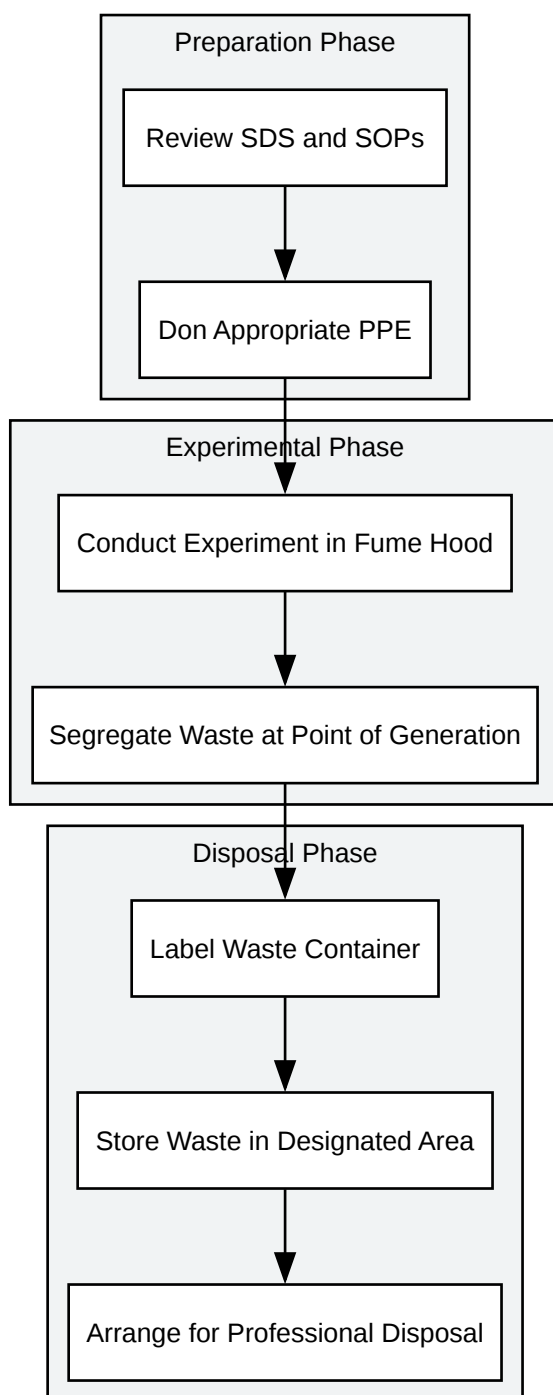 Preparation Phase
Review SDS and SOPs
Don Appropriate PPE
Experimental Phase
Conduct Experiment in Fume Hood
Segregate Waste at Point of Generation
Disposal Phase
Label Waste Container
Store Waste in Designated Area
Arrange for Professional Disposal